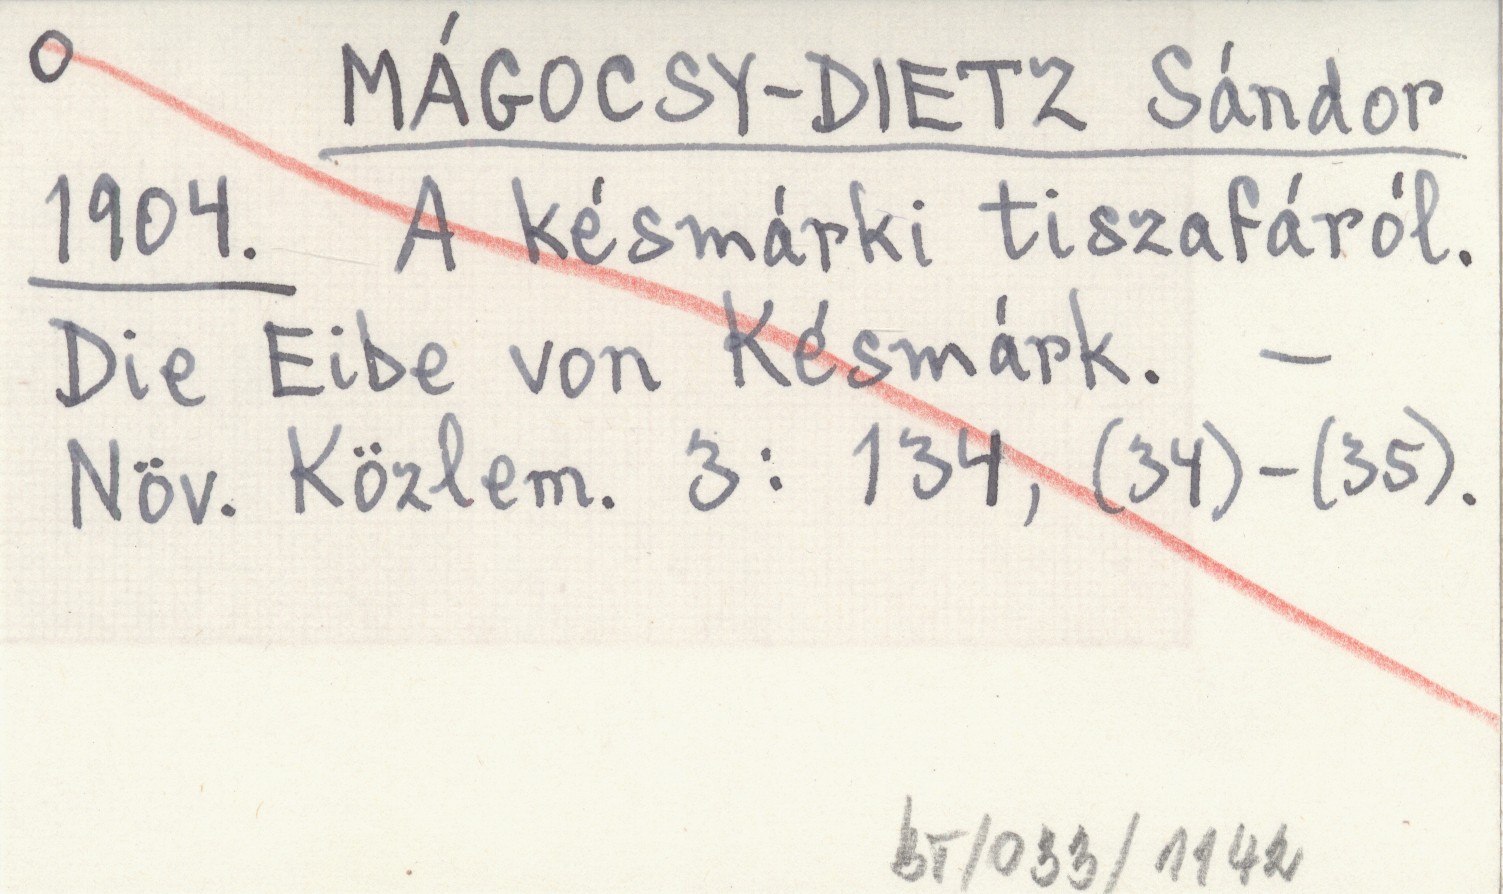 O MÁGOCSY-DIETZ Sándor
1904. A késmárki tiszafáról.
Die Eibe von Késmárk. —
Növ. Közlem. 3: 134, (34)-(35).
bT/033/1142